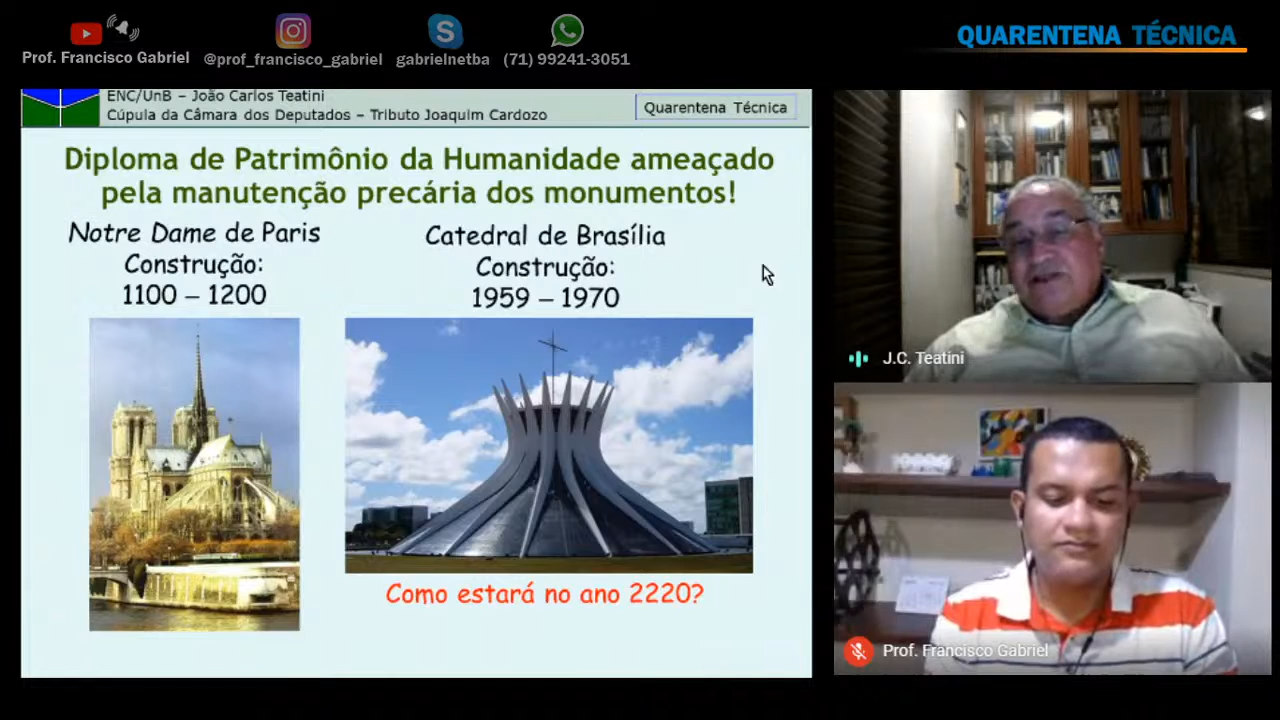 QUARENTENA TÉCNICA
Prof. Francisco Gabriel
@prof_francisco_gabriel
gabrielnetba
(71) 99241-3051
ENC/UnB – João Carlos Teatini
Cúpula da Câmara dos Deputados – Tributo Joaquim Cardozo
Quarentena Técnica
Diploma de Patrimônio da Humanidade ameaçado
pela manutenção precária dos monumentos!
Notre Dame de Paris
Construção:
1100 – 1200
Catedral de Brasília
Construção:
1959 – 1970
Como estará no ano 2220?
J.C. Teatini
Prof. Francisco Gabriel